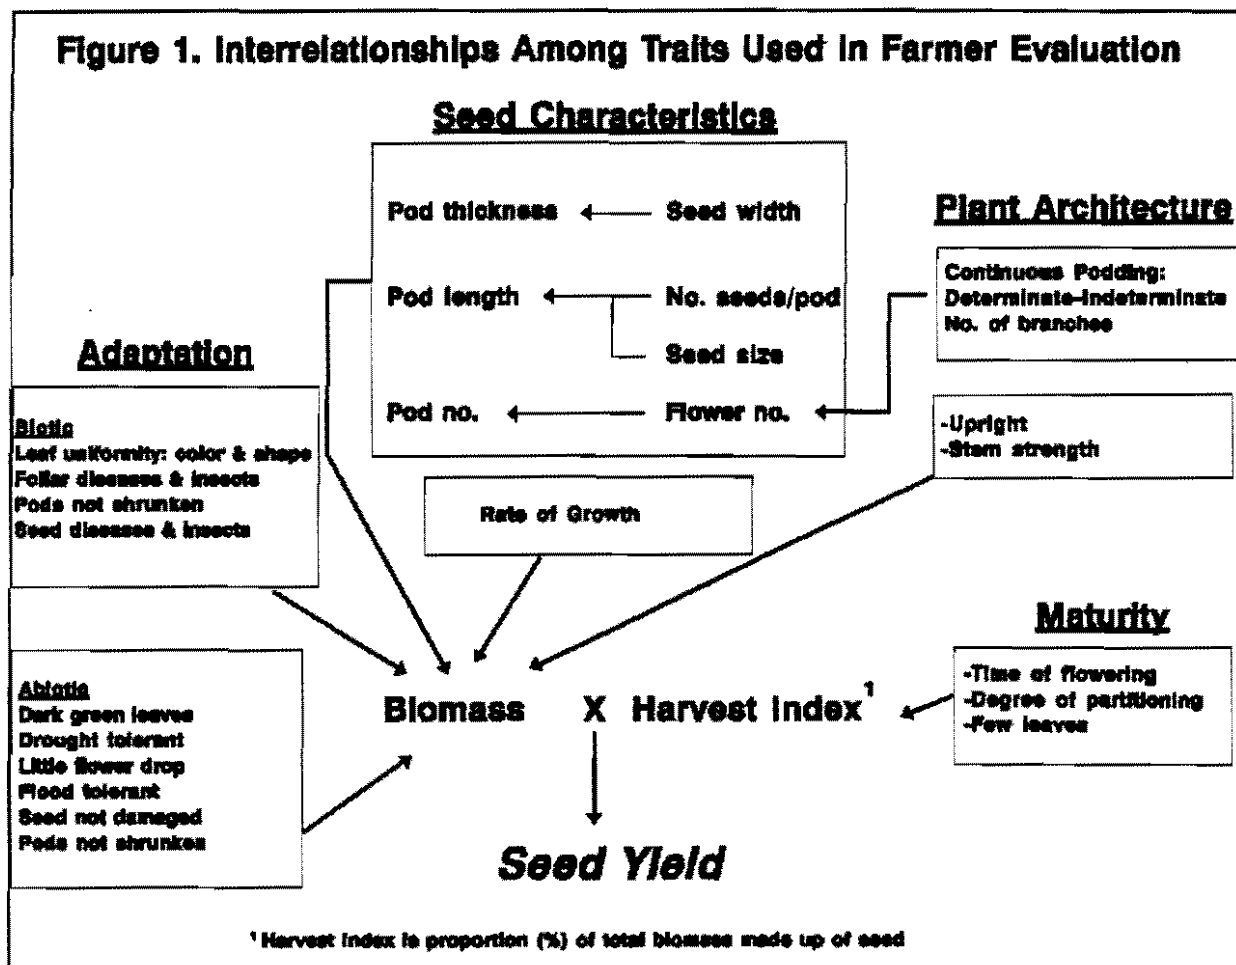 Figure 1. Interrelationships Among Traits Used in Farmer Evaluation
Seed Characteristics
Pod thickness
Seed width
Pod length
No. seeds/pod
Seed size
Pod no.
Flower no.
Plant Architecture
Continuous Podding:
Determinate-Indeterminate
No. of branches
-Upright
-Stem strength
Adaptation
Biotic
Leaf uniformity: color & shape
Foliar diseases & insects
Pods not shrunken
Seed diseases & insects
Rate of Growth
Abiotic
Dark green leaves
Drought tolerant
Little flower drop
Flood tolerant
Seed not damaged
Pods not shrunken
Maturity
-Time of flowering
-Degree of partitioning
-Few leaves
Biomass X Harvest Index¹
Seed Yield
¹ Harvest Index is proportion (%) of total biomass made up of seed